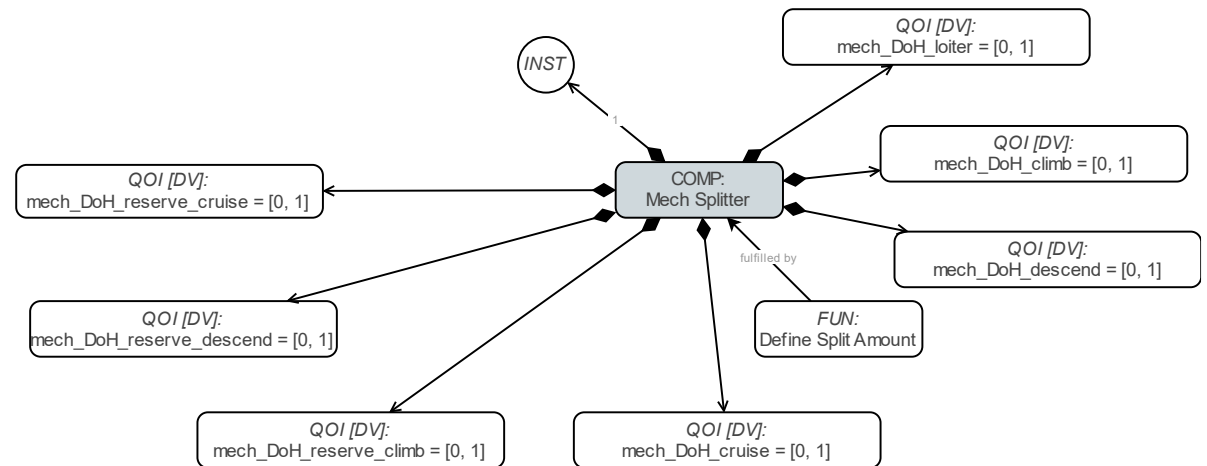 QOI [DV]:
mech_DoH_loiter = [0, 1]
INST
1
QOI [DV]:
mech_DoH_climb = [0, 1]
COMP:
Mech Splitter
QOI [DV]:
mech_DoH_reserve_cruise = [0, 1]
QOI [DV]:
mech_DoH_descend = [0, 1]
fulfilled by
QOI [DV]:
mech_DoH_reserve_descend = [0, 1]
FUN:
Define Split Amount
QOI [DV]:
mech_DoH_reserve_climb = [0, 1]
QOI [DV]:
mech_DoH_cruise = [0, 1]